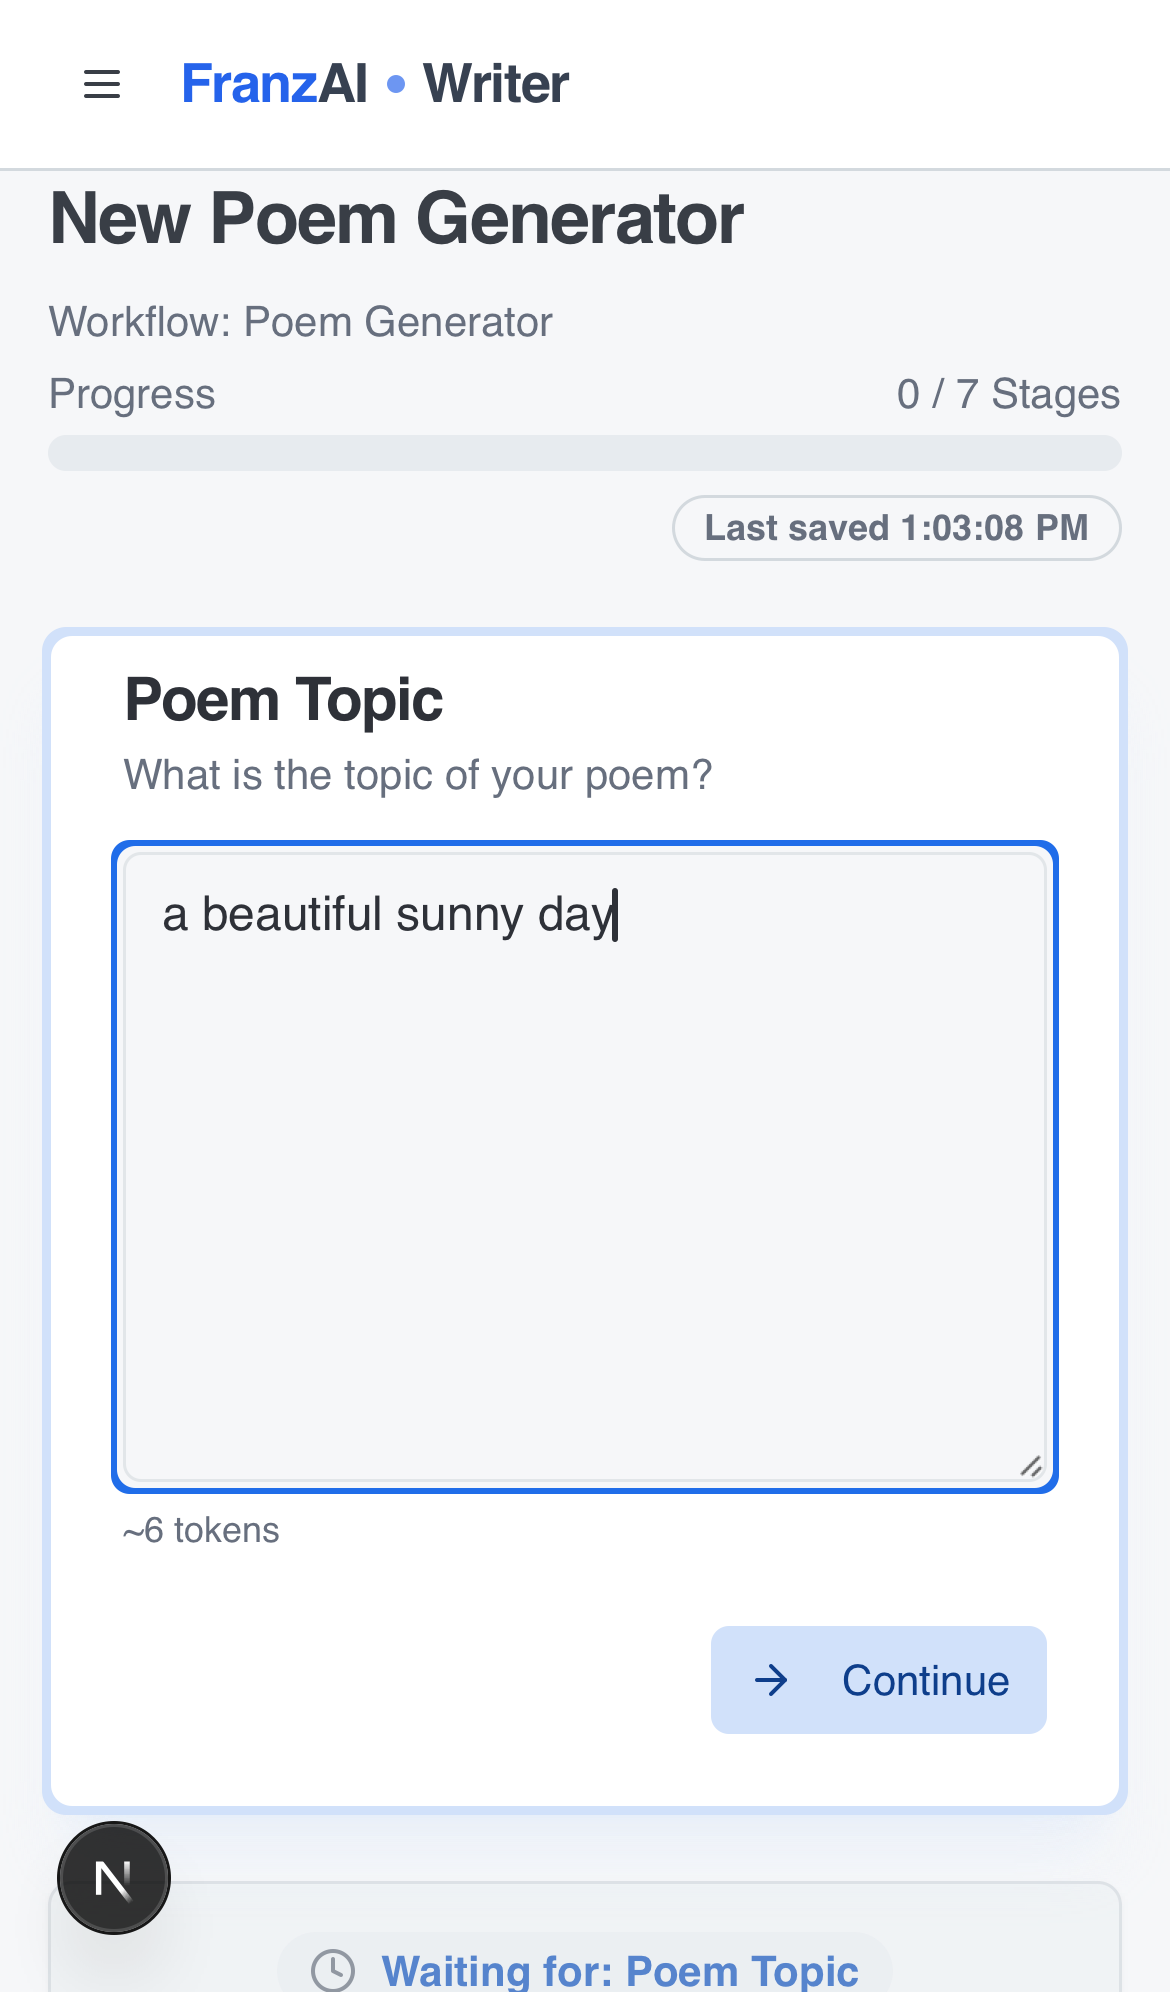 FranzAI • Writer
New Poem Generator
Workflow: Poem Generator
Progress 0 / 7 Stages
Last saved 1:03:08 PM
Poem Topic
What is the topic of your poem?
a beautiful sunny day
~6 tokens
Continue
N
Waiting for: Poem Topic